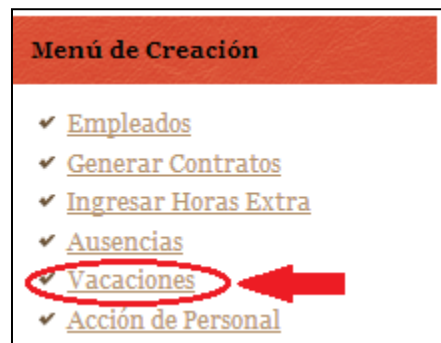 Menú de Creación
Empleados
Generar Contratos
Ingresar Horas Extra
Ausencias
Vacaciones
Acción de Personal